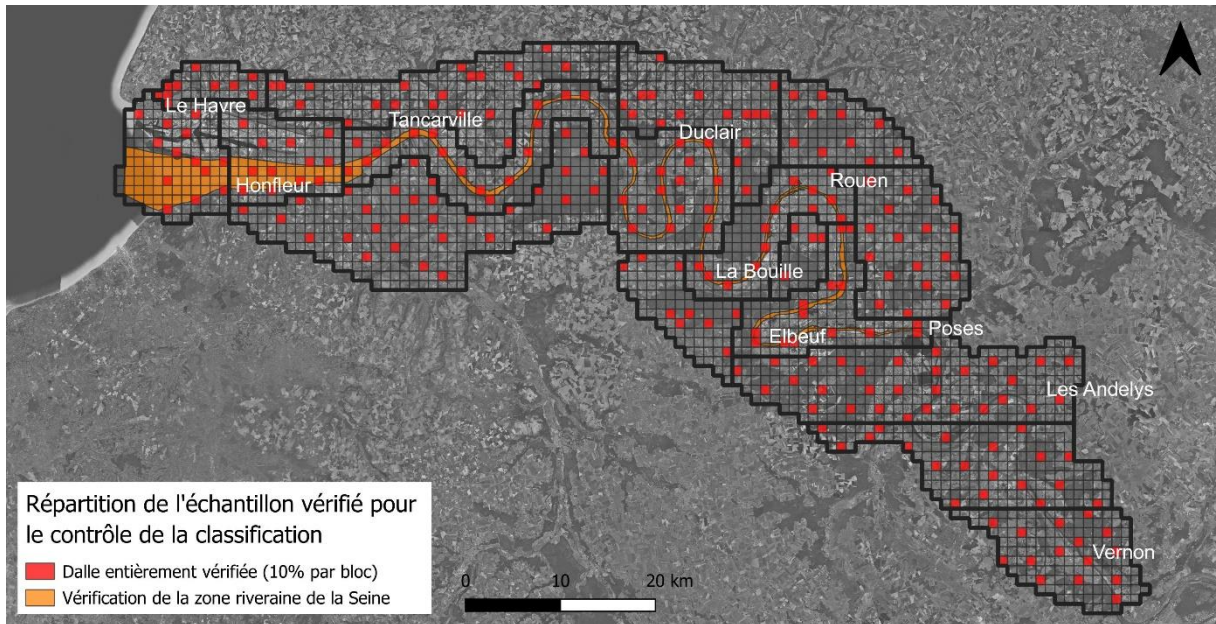 Le Havre
Tancarville
Duclair
Honfleur
Rouen
La Bouille
Elbeuf
Poses
Les Andelys
Vernon
Répartition de l'échantillon vérifié pour
le contrôle de la classification
Dalle entièrement vérifiée (10% par bloc)
Vérification de la zone riveraine de la Seine
0 10 20 km